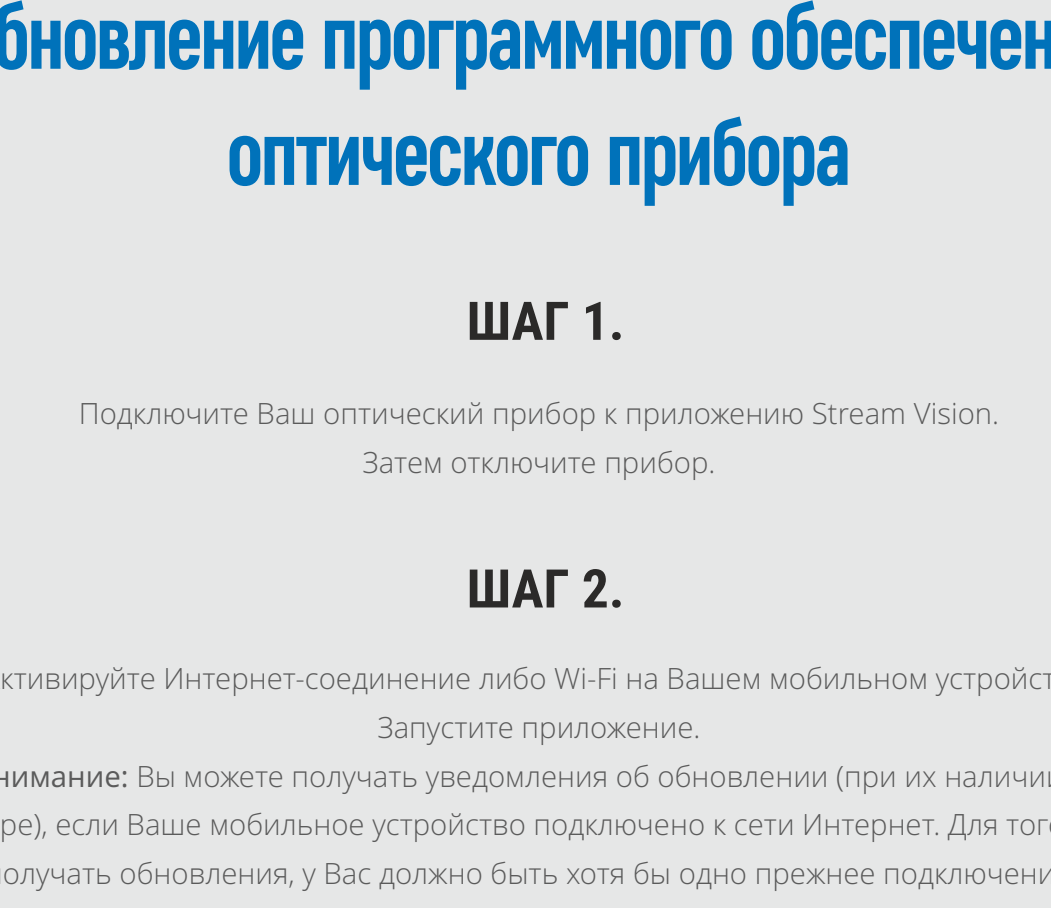 бновление программного обеспечен
оптического прибора
ШАГ 1.
Подключите Ваш оптический прибор к приложению Stream Vision.
Затем отключите прибор.
ШАГ 2.
ктивируйте Интернет-соединение либо Wi-Fi на Вашем мобильном устройст
Запустите приложение.
нимание: Вы можете получать уведомления об обновлении (при их наличи
ре), если Ваше мобильное устройство подключено к сети Интернет. Для тог
олучать обновления, у Вас должно быть хотя бы одно прежнее подключени